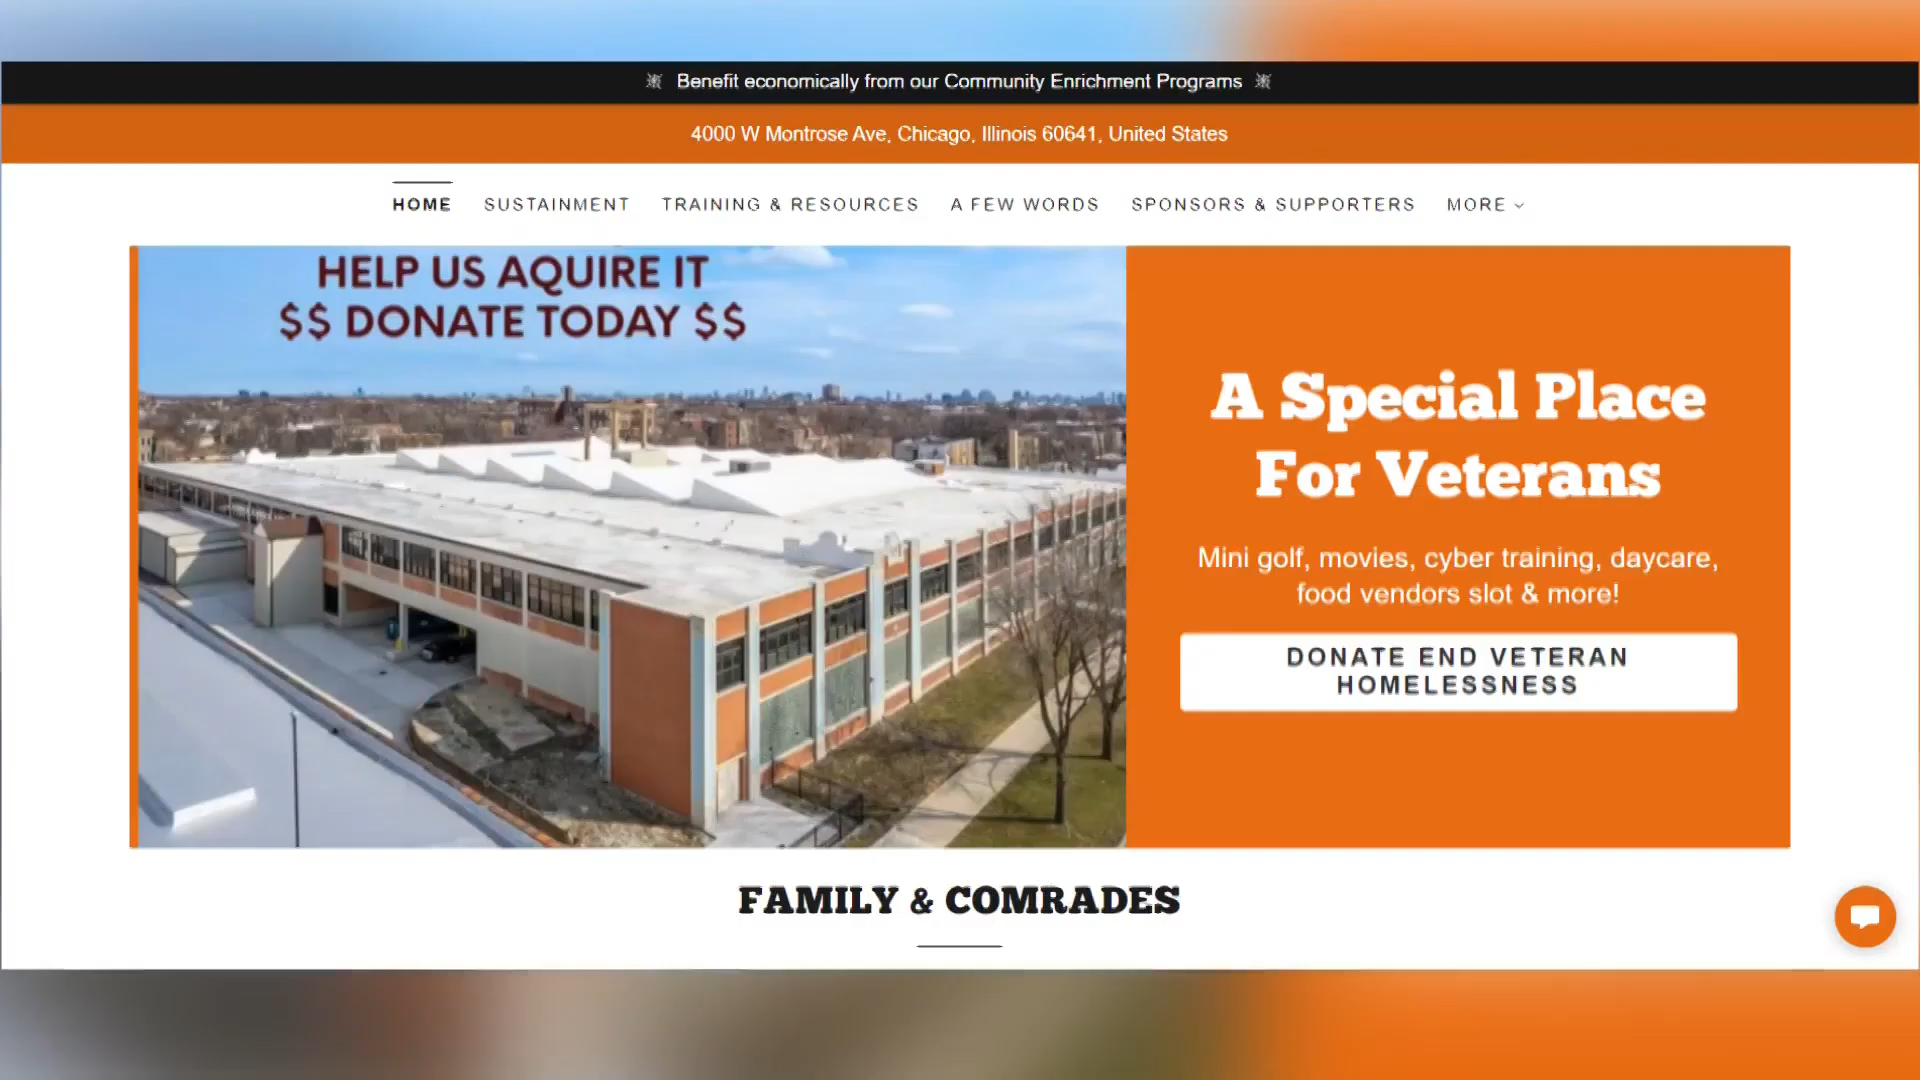 Benefit economically from our Community Enrichment Programs
4000 W Montrose Ave, Chicago, Illinois 60641, United States
HOME SUSTAINMENT TRAINING & RESOURCES A FEW WORDS SPONSORS & SUPPORTERS MORE
HELP US AQUIRE IT
$$ DONATE TODAY $$
A Special Place
For Veterans
Mini golf, movies, cyber training, daycare,
food vendors slot & more!
DONATE END VETERAN
HOMELESSNESS
FAMILY & COMRADES